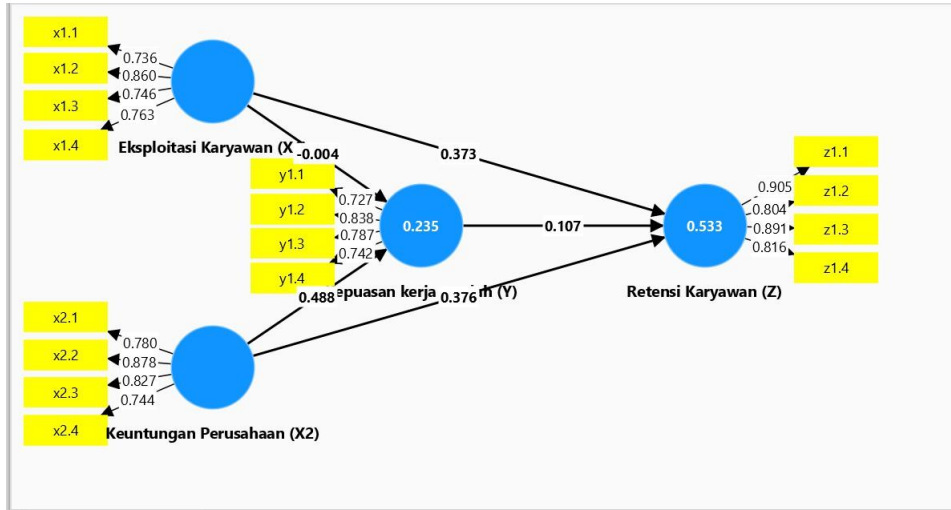 x1.1
x1.2
x1.3
x1.4
0.736
0.860
0.746
0.763
Eksploitasi Karyawan (X
-0.004
0.373
y1.1
y1.2
y1.3
y1.4
0.727
0.838
0.787
0.742
0.235
0.107
0.533
z1.1
z1.2
z1.3
z1.4
0.905
0.804
0.891
0.816
0.488
epuasan kerja
(Y)
0.376
Retensi Karyawan (Z)
x2.1
x2.2
x2.3
x2.4
0.780
0.878
0.827
0.744
Keuntungan Perusahaan (X2)